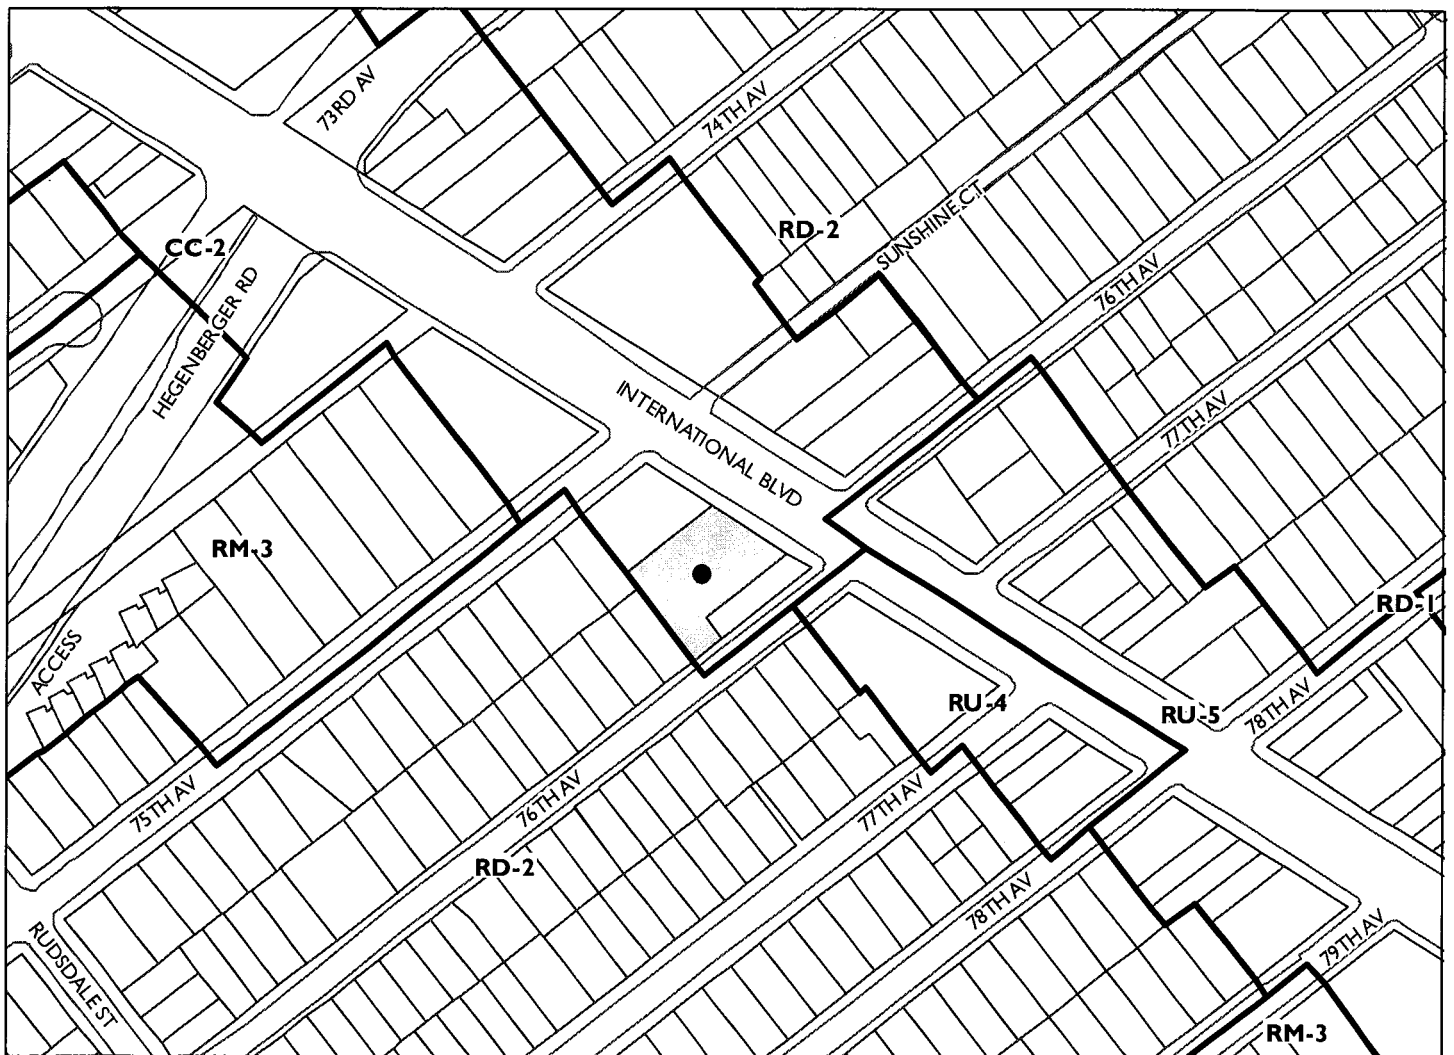 73RD AV
74TH AV
RD-2
CC-2
SUNSHINE CT
76TH AV
HEGENBERGER RD
INTERNATIONAL BLVD
77TH AV
RM-3
RD-1
ACCESS
RU-4
RU-5
78TH AV
75TH AV
76TH AV
77TH AV
RD-2
78TH AV
79TH AV
RUDSDALE ST
RM-3